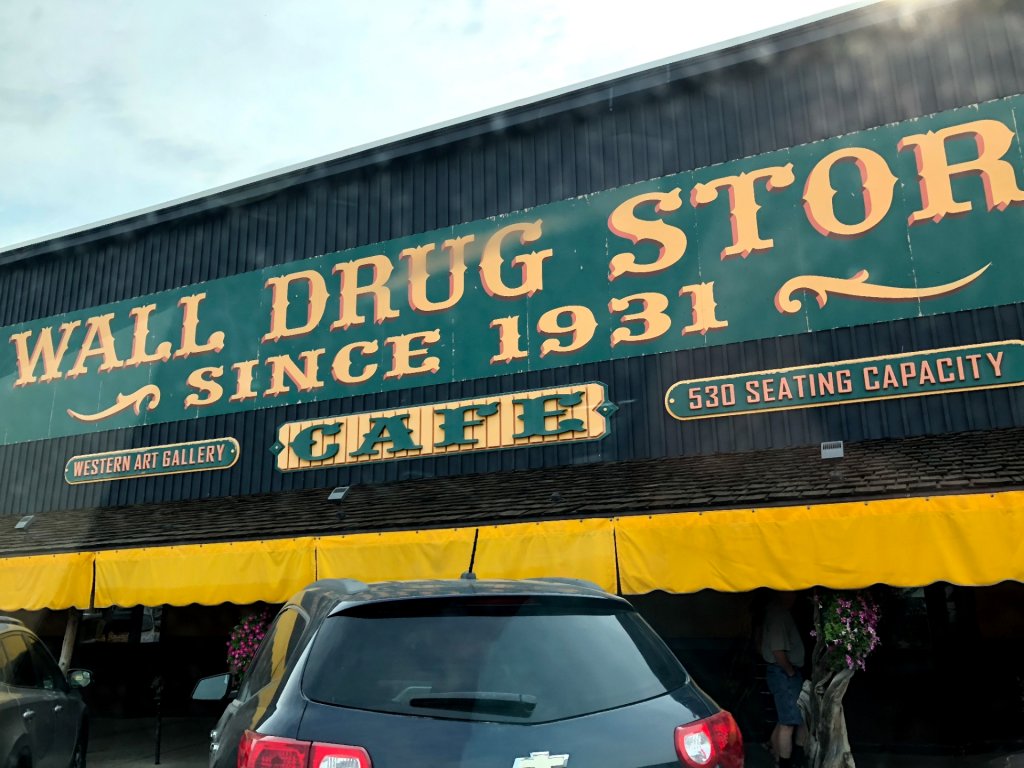 WALL DRUG STOR
SINCE 1931
CAFE
530 SEATING CAPACITY
WESTERN ART GALLERY